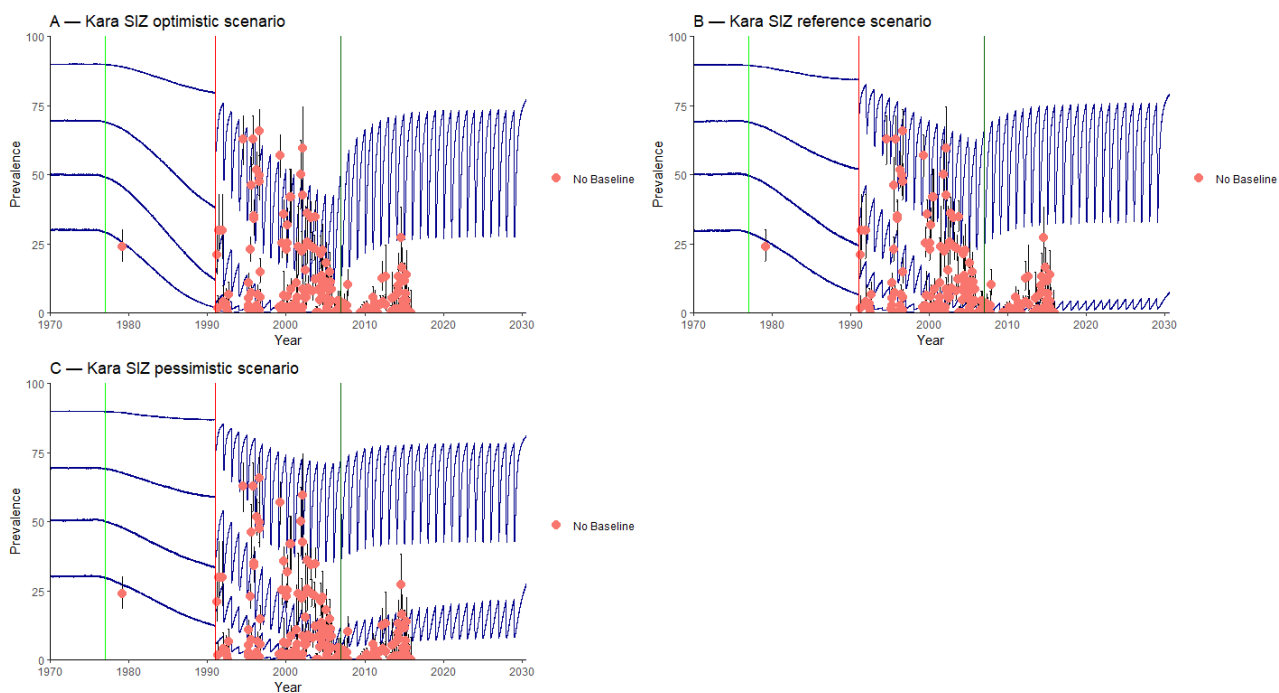 A — Kara SIZ optimistic scenario
100
75
50
25
0
Prevalence
1970 1980 1990 2000 2010 2020 2030
Year
No Baseline
B — Kara SIZ reference scenario
100
75
50
25
0
Prevalence
1970 1980 1990 2000 2010 2020 2030
Year
No Baseline
C — Kara SIZ pessimistic scenario
100
75
50
25
0
Prevalence
1970 1980 1990 2000 2010 2020 2030
Year
No Baseline